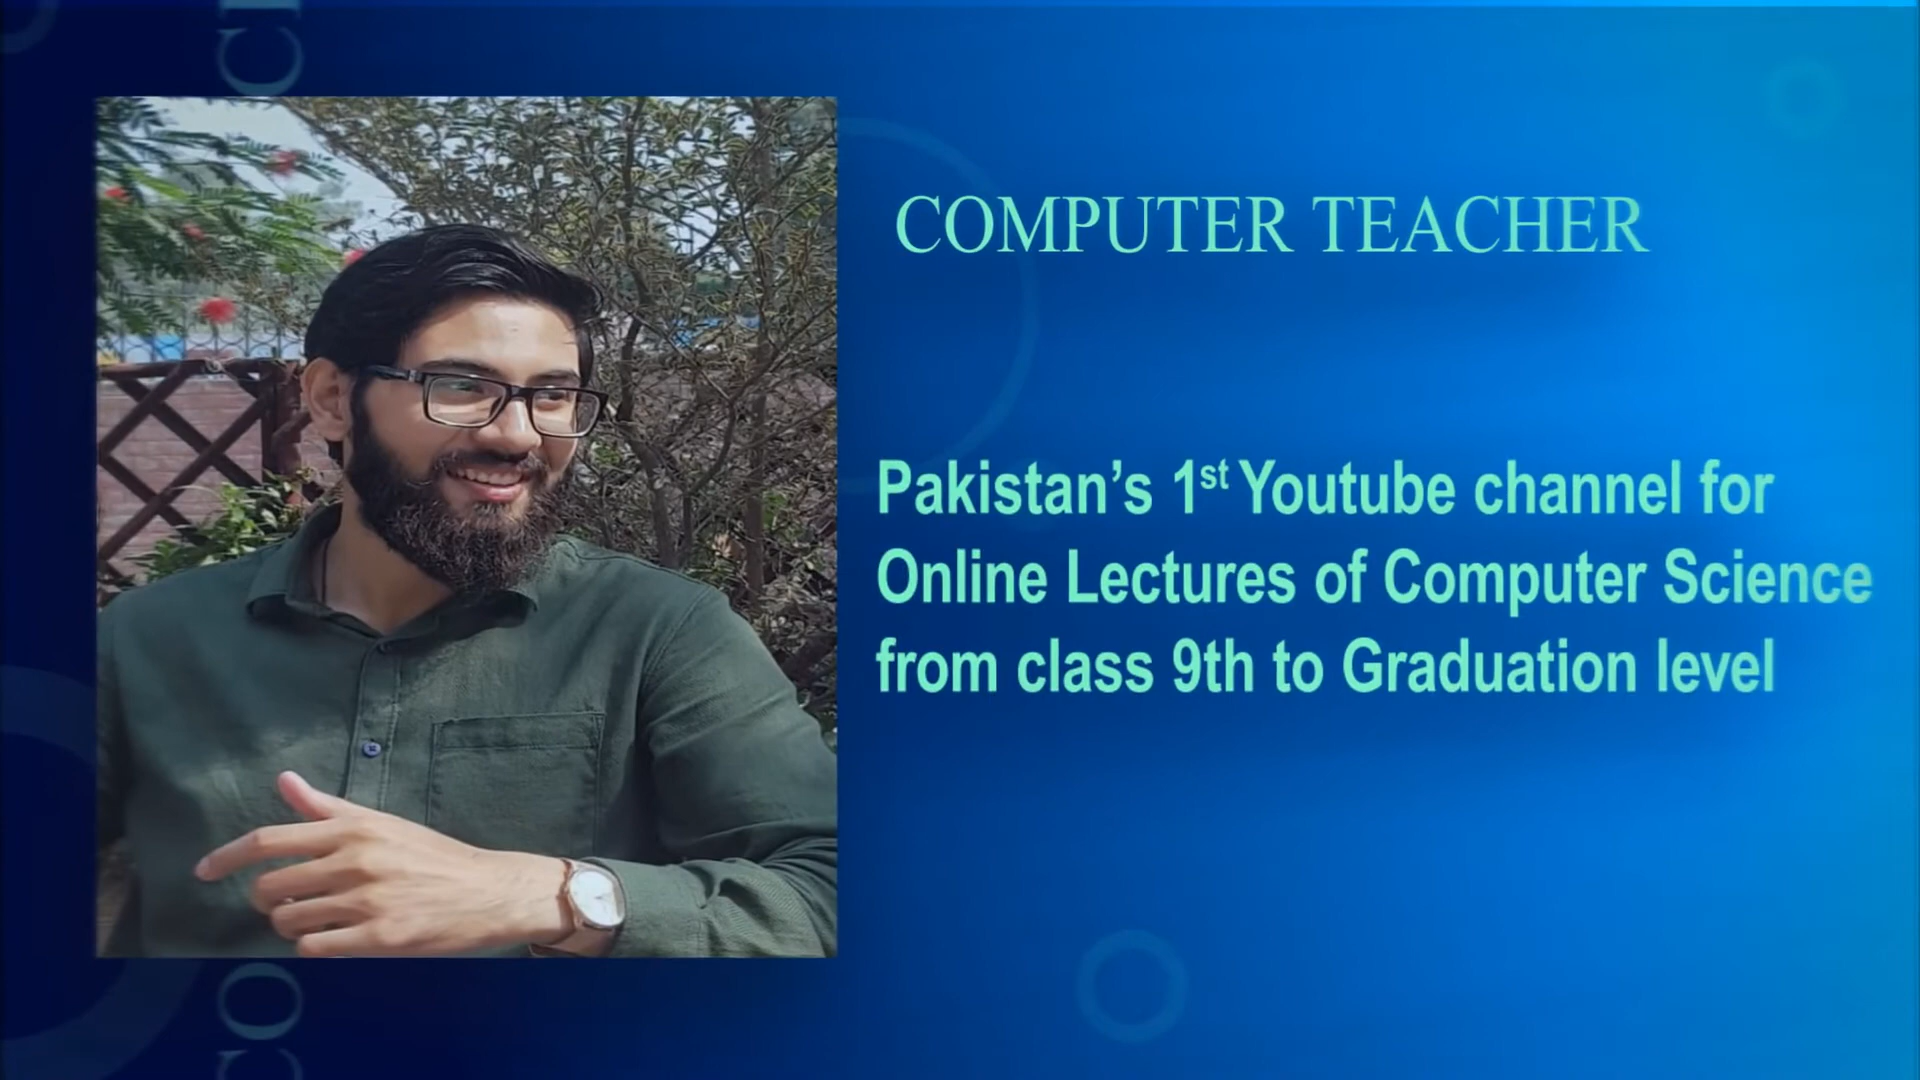 COMPUTER TEACHER
Pakistan’s 1st Youtube channel for
Online Lectures of Computer Science
from class 9th to Graduation level